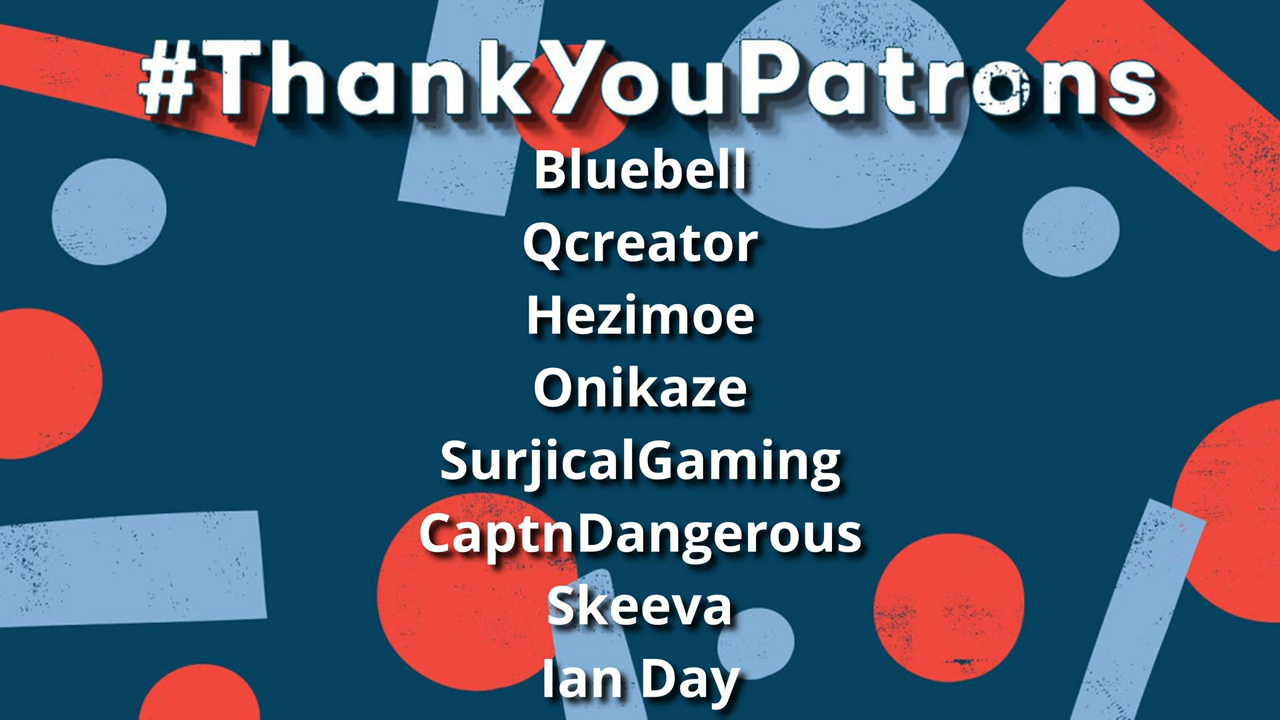 #ThankYouPatrons
Bluebell
Qcreator
Hezimoe
Onikaze
SurjicalGaming
CaptnDangerous
Skeeva
Ian Day